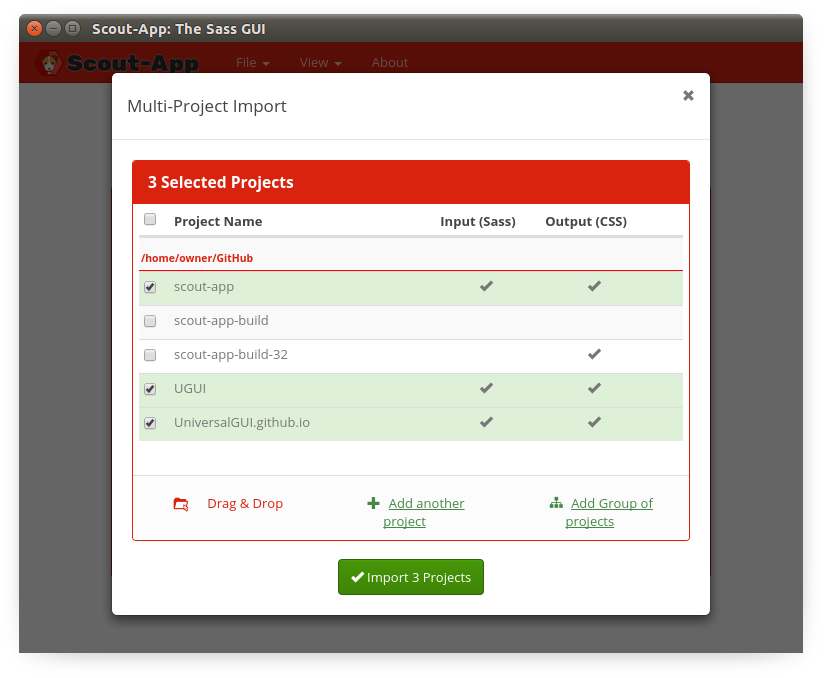 Scout-App: The Sass GUI
Scout-App File View About
Multi-Project Import
3 Selected Projects
Project Name Input (Sass) Output (CSS)
/home/owner/GitHub
scout-app
scout-app-build
scout-app-build-32
UGUI
UniversalGUI.github.io
Drag & Drop
Add another
project
Add Group of
projects
Import 3 Projects